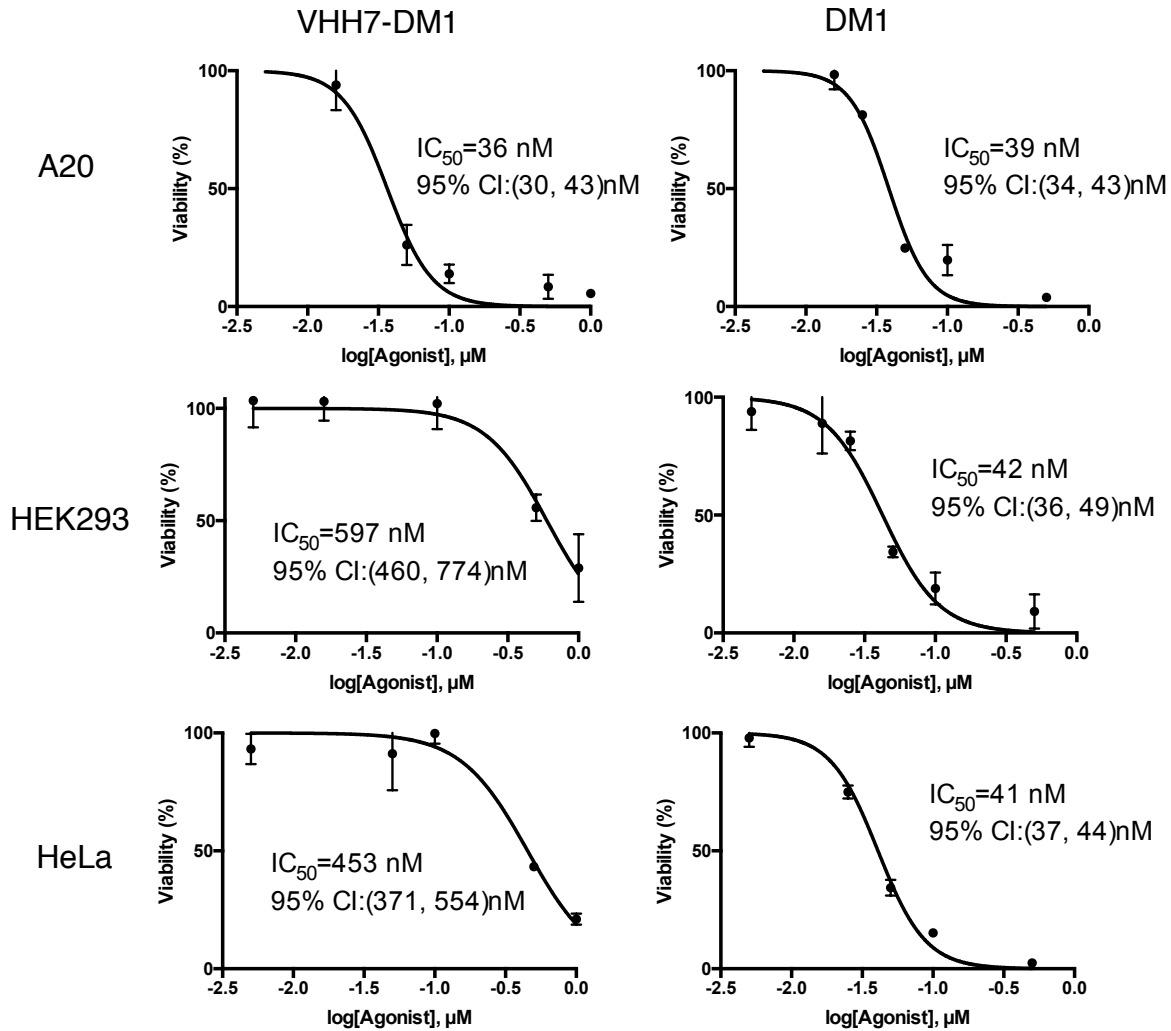 VHH7-DM1
DM1
A20
Viability (%)
100
50
0
IC50=36 nM
95% CI:(30, 43)nM
-2.5 -2.0 -1.5 -1.0 -0.5 0.0
log[Agonist], µM
Viability (%)
100
50
0
IC50=39 nM
95% CI:(34, 43)nM
-2.5 -2.0 -1.5 -1.0 -0.5 0.0
log[Agonist], µM
HEK293
Viability (%)
100
50
0
IC50=597 nM
95% CI:(460, 774)nM
-2.5 -2.0 -1.5 -1.0 -0.5 0.0
log[Agonist], µM
Viability (%)
100
50
0
IC50=42 nM
95% CI:(36, 49)nM
-2.5 -2.0 -1.5 -1.0 -0.5 0.0
log[Agonist], µM
HeLa
Viability (%)
100
50
0
IC50=453 nM
95% CI:(371, 554)nM
-2.5 -2.0 -1.5 -1.0 -0.5 0.0
log[Agonist], µM
Viability (%)
100
50
0
IC50=41 nM
95% CI:(37, 44)nM
-2.5 -2.0 -1.5 -1.0 -0.5 0.0
log[Agonist], µM